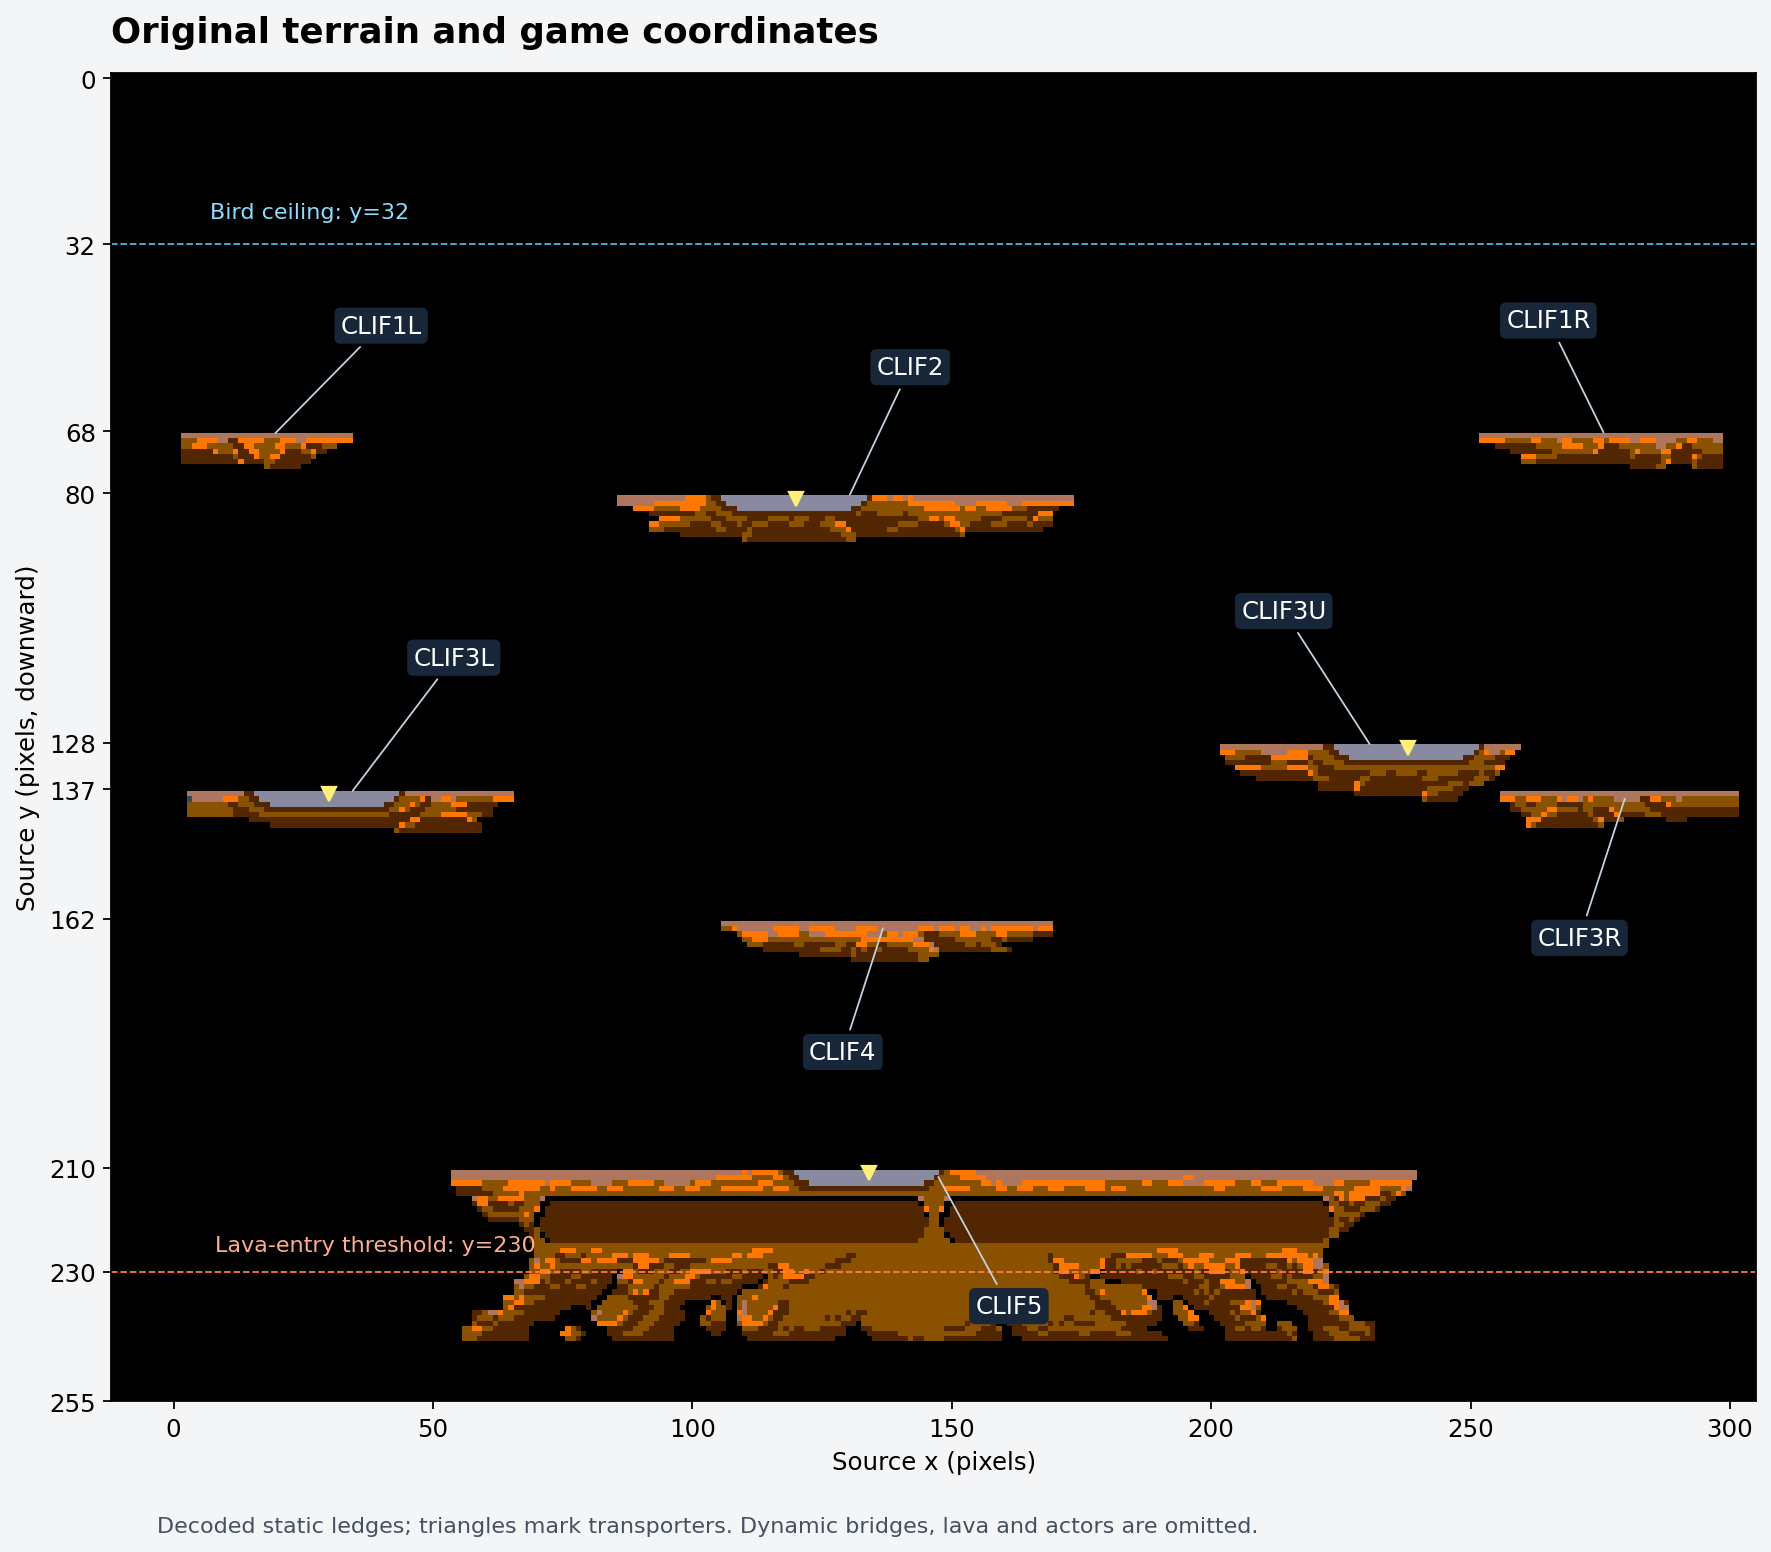 Original terrain and game coordinates
0
Bird ceiling: y=32
32
CLIF1L
CLIF1R
CLIF2
68
80
CLIF3U
CLIF3L
Source y (pixels, downward)
128
137
162
CLIF3R
CLIF4
210
Lava-entry threshold: y=230
230
CLIF5
255
0 50 100 150 200 250 300
Source x (pixels)
Decoded static ledges; triangles mark transporters. Dynamic bridges, lava and actors are omitted.